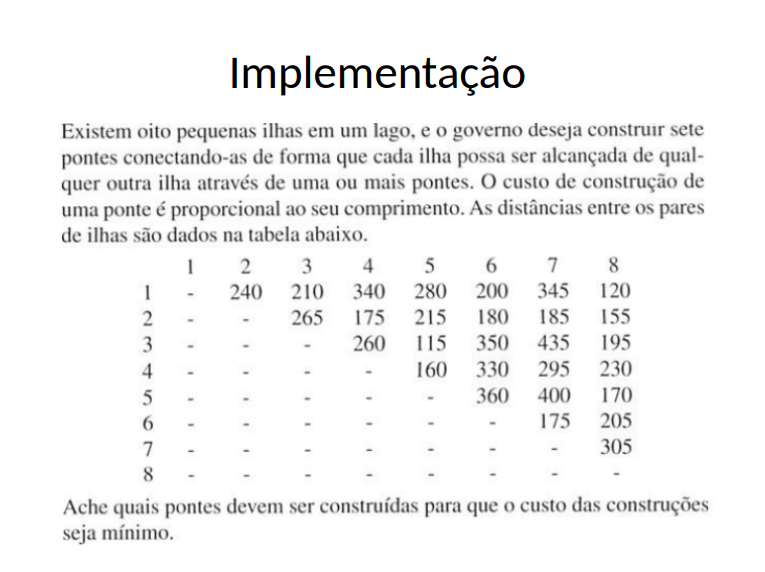 Implementação
Existem oito pequenas ilhas em um lago, e o governo deseja construir sete
pontes conectando-as de forma que cada ilha possa ser alcançada de qual-
quer outra ilha através de uma ou mais pontes. O custo de construção de
uma ponte é proporcional ao seu comprimento. As distâncias entre os pares
de ilhas são dados na tabela abaixo.
1 2 3 4 5 6 7 8
1 - 240 210 340 280 200 345 120
2 - - 265 175 215 180 185 155
3 - - - 260 115 350 435 195
4 - - - - 160 330 295 230
5 - - - - - 360 400 170
6 - - - - - - 175 205
7 - - - - - - - 305
8 - - - - - - - -
Ache quais pontes devem ser construídas para que o custo das construções
seja mínimo.